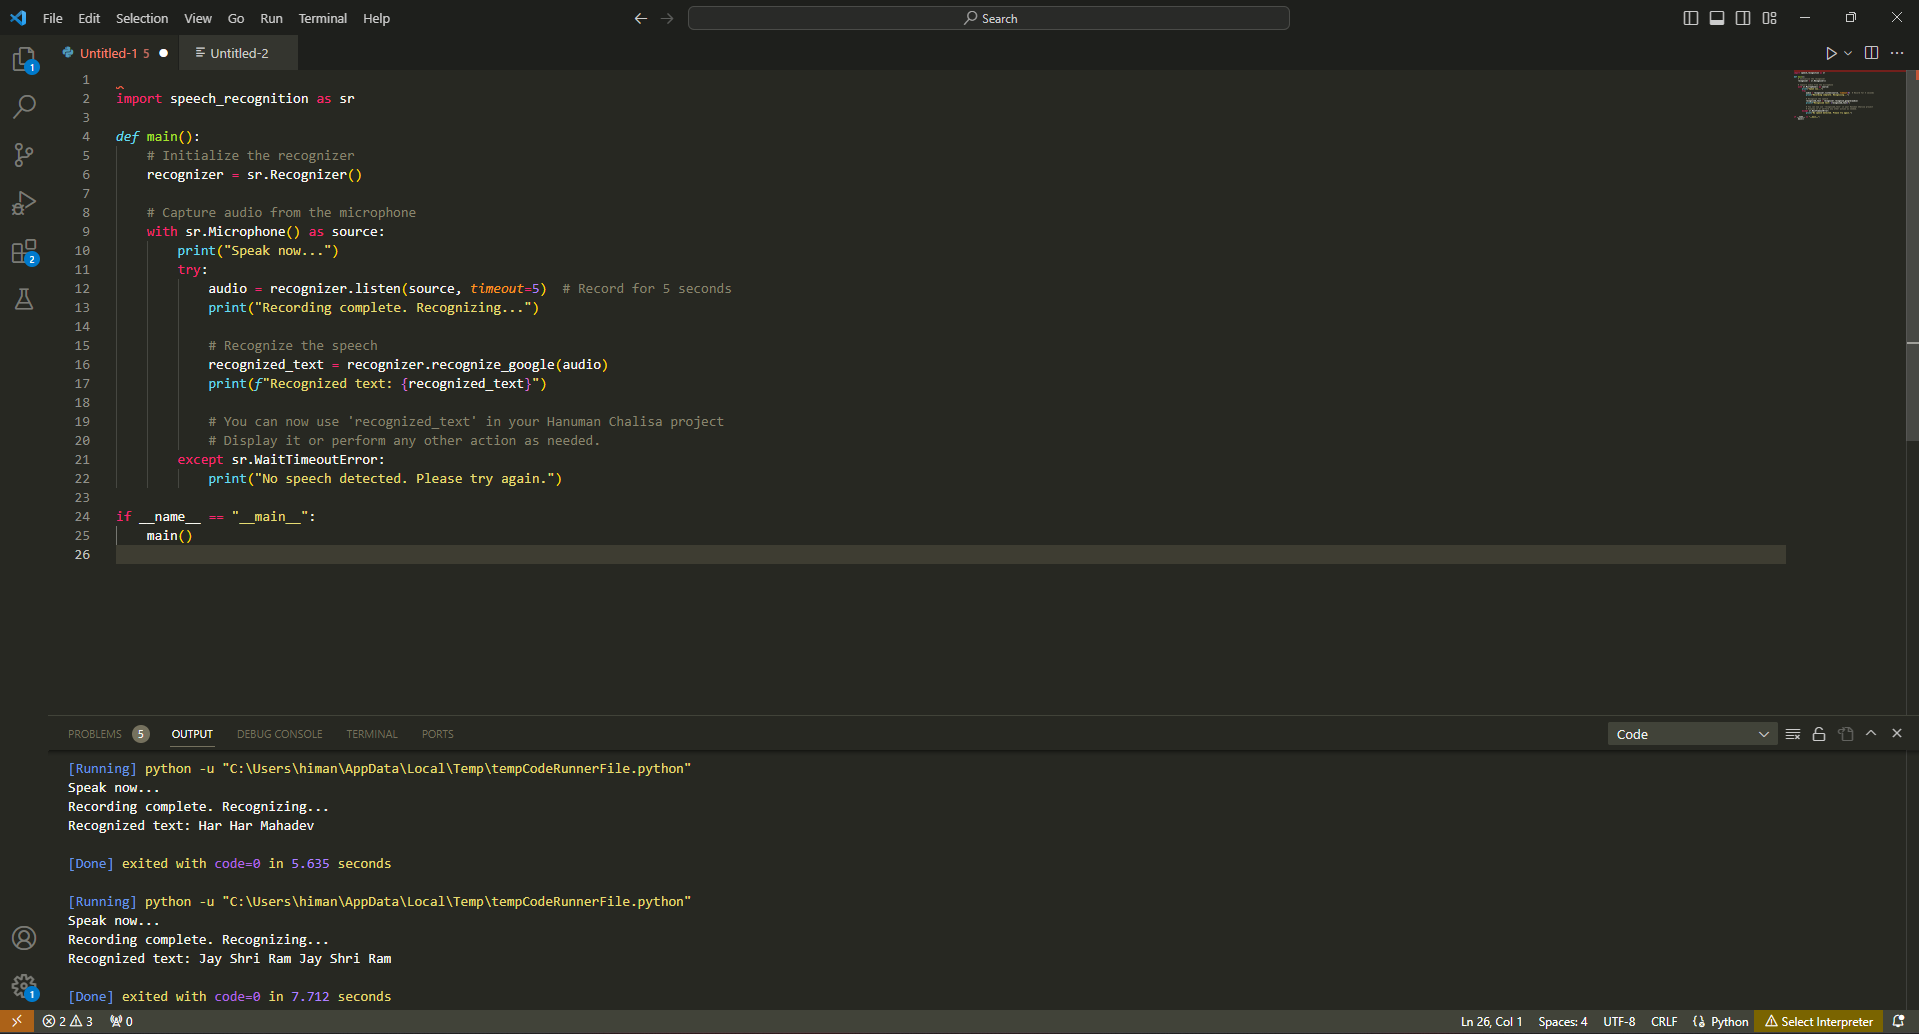 File Edit Selection View Go Run Terminal Help
Search
Untitled-1 5
Untitled-2
1
2 import speech_recognition as sr
3
4 def main():
5 # Initialize the recognizer
6 recognizer = sr.Recognizer()
7
8 # Capture audio from the microphone
9 with sr.Microphone() as source:
10 print("Speak now...")
11 try:
12 audio = recognizer.listen(source, timeout=5)  # Record for 5 seconds
13 print("Recording complete. Recognizing...")
14
15 # Recognize the speech
16 recognized_text = recognizer.recognize_google(audio)
17 print(f"Recognized text: {recognized_text}")
18
19 # You can now use 'recognized_text' in your Hanuman Chalisa project
20 # Display it or perform any other action as needed.
21 except sr.WaitTimeoutError:
22 print("No speech detected. Please try again.")
23
24 if __name__ == "__main__":
25 main()
26
1
2
1
PROBLEMS 5 OUTPUT DEBUG CONSOLE TERMINAL PORTS
Code
[Running] python -u "C:\Users\himan\AppData\Local\Temp\tempCodeRunnerFile.python"
Speak now...
Recording complete. Recognizing...
Recognized text: Har Har Mahadev
[Done] exited with code=0 in 5.635 seconds
[Running] python -u "C:\Users\himan\AppData\Local\Temp\tempCodeRunnerFile.python"
Speak now...
Recording complete. Recognizing...
Recognized text: Jay Shri Ram Jay Shri Ram
[Done] exited with code=0 in 7.712 seconds
2 3 0
Ln 26, Col 1 Spaces: 4 UTF-8 CRLF Python Select Interpreter